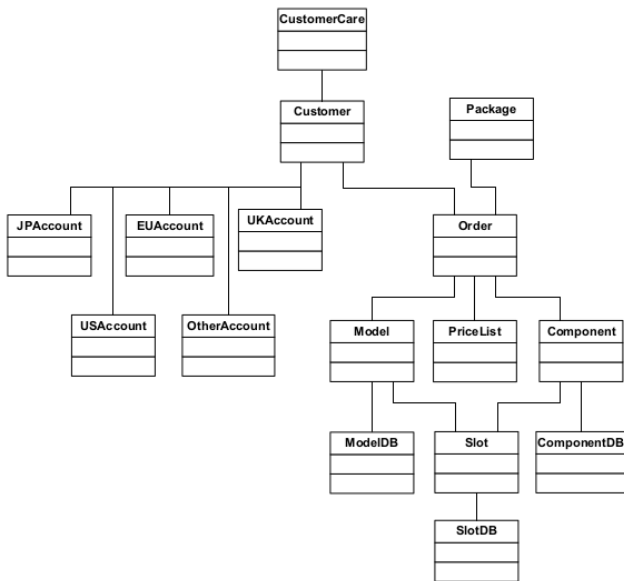 CustomerCare
Customer
Package
JPAccount
EUAccount
UKAccount
Order
USAccount
OtherAccount
Model
PriceList
Component
ModelDB
Slot
ComponentDB
SlotDB